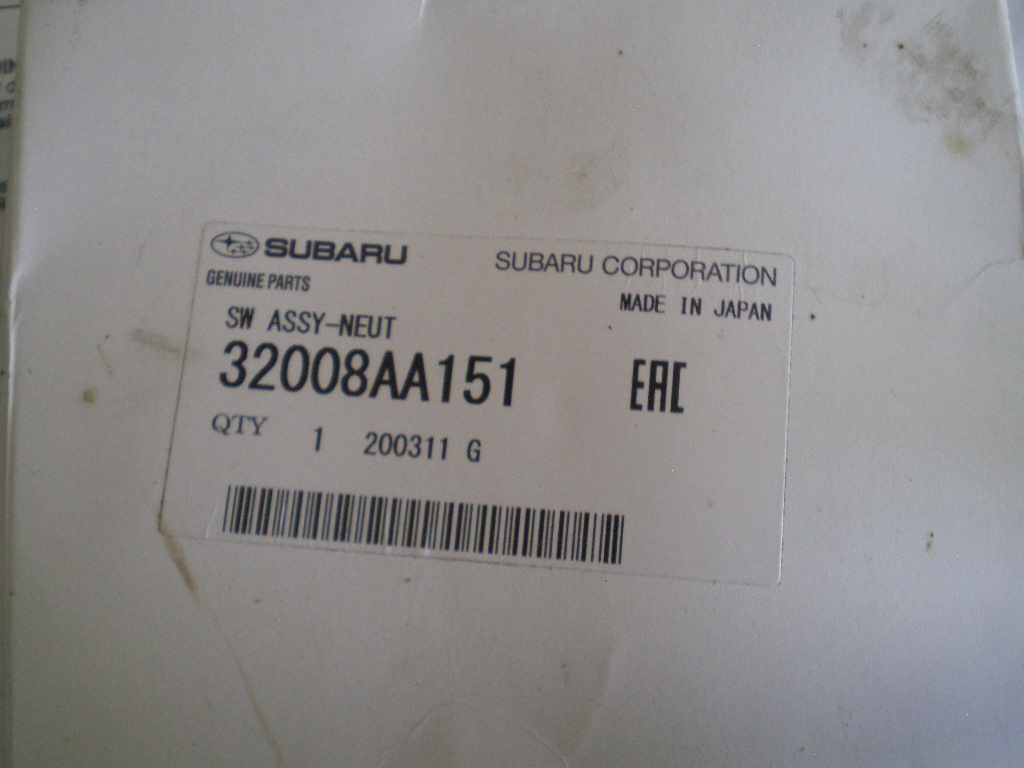 SUBARU
SUBARU CORPORATION
GENUINE PARTS
MADE IN JAPAN
SW ASSY-NEUT
32008AA151
EAC
QTY 1 200311 G